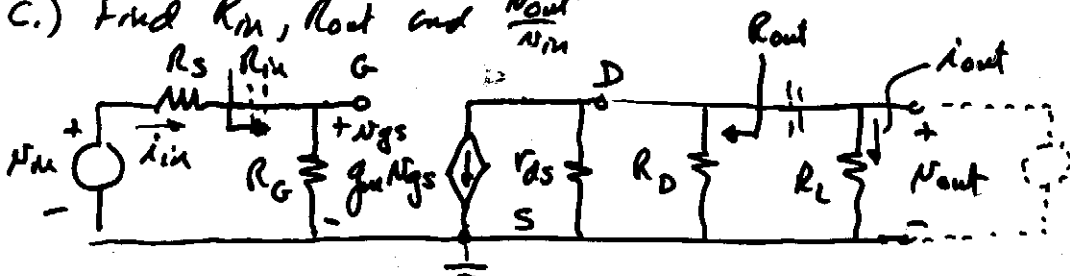 C.) Find Rin, Rout and vout/vin
Rs Rin G D Rout iout
+ vin - iin RG + vgs - gmvgs rds RD RL + vout -
S